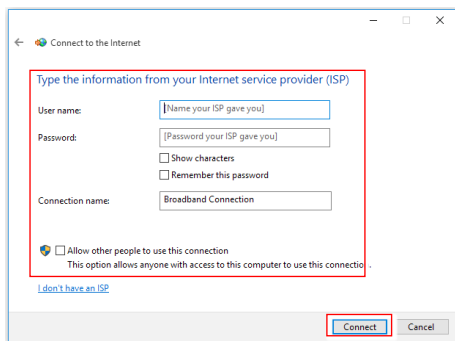 Connect to the Internet
Type the information from your Internet service provider (ISP)
User name: [Name your ISP gave you]
Password: [Password your ISP gave you]
Show characters
Remember this password
Connection name: Broadband Connection
Allow other people to use this connection
This option allows anyone with access to this computer to use this connection.
I don't have an ISP
Connect Cancel